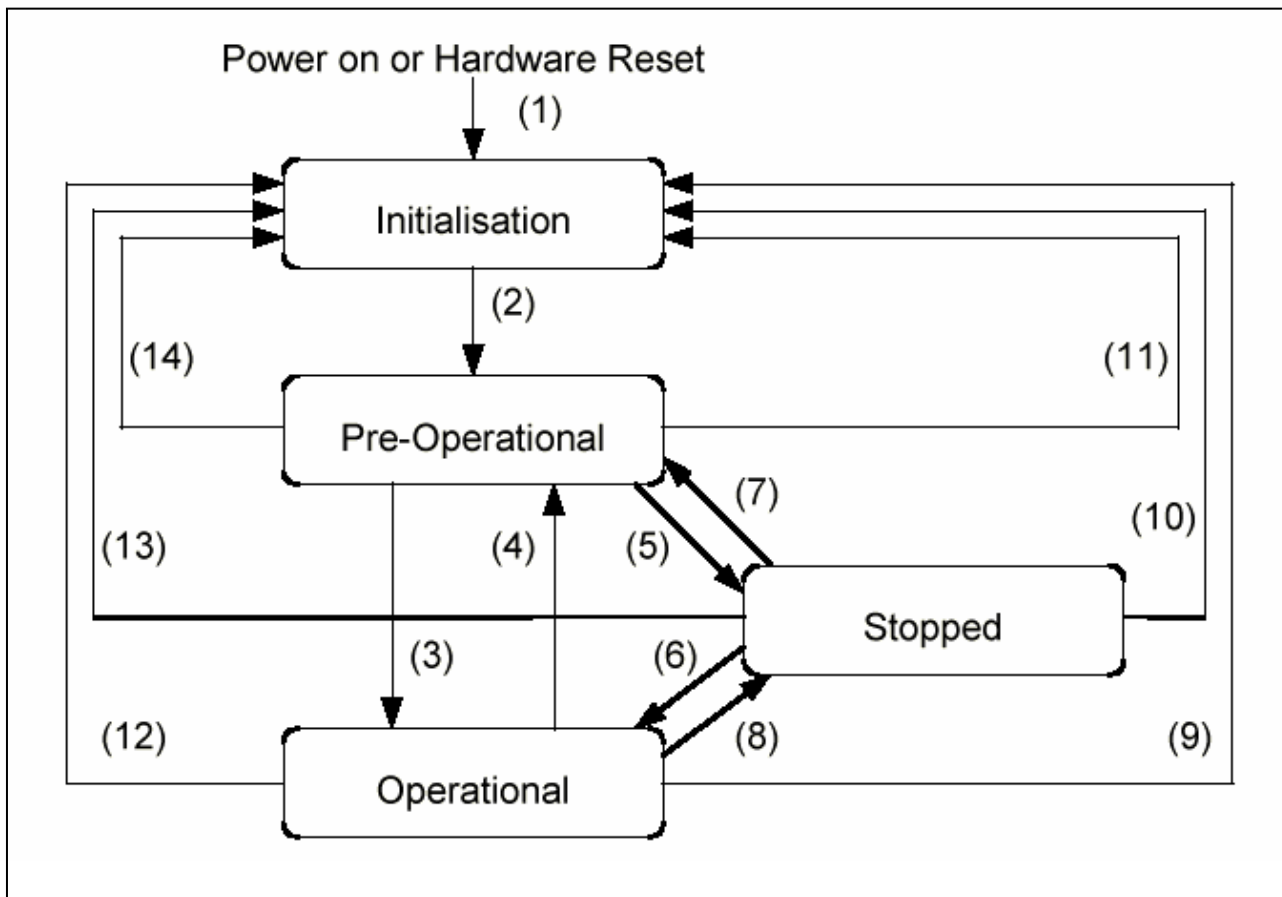 Power on or Hardware Reset
(1)
Initialisation
(2)
(14)
(11)
Pre-Operational
(7)
(10)
(13)
(4)
(5)
Stopped
(3)
(6)
(12)
(8)
(9)
Operational